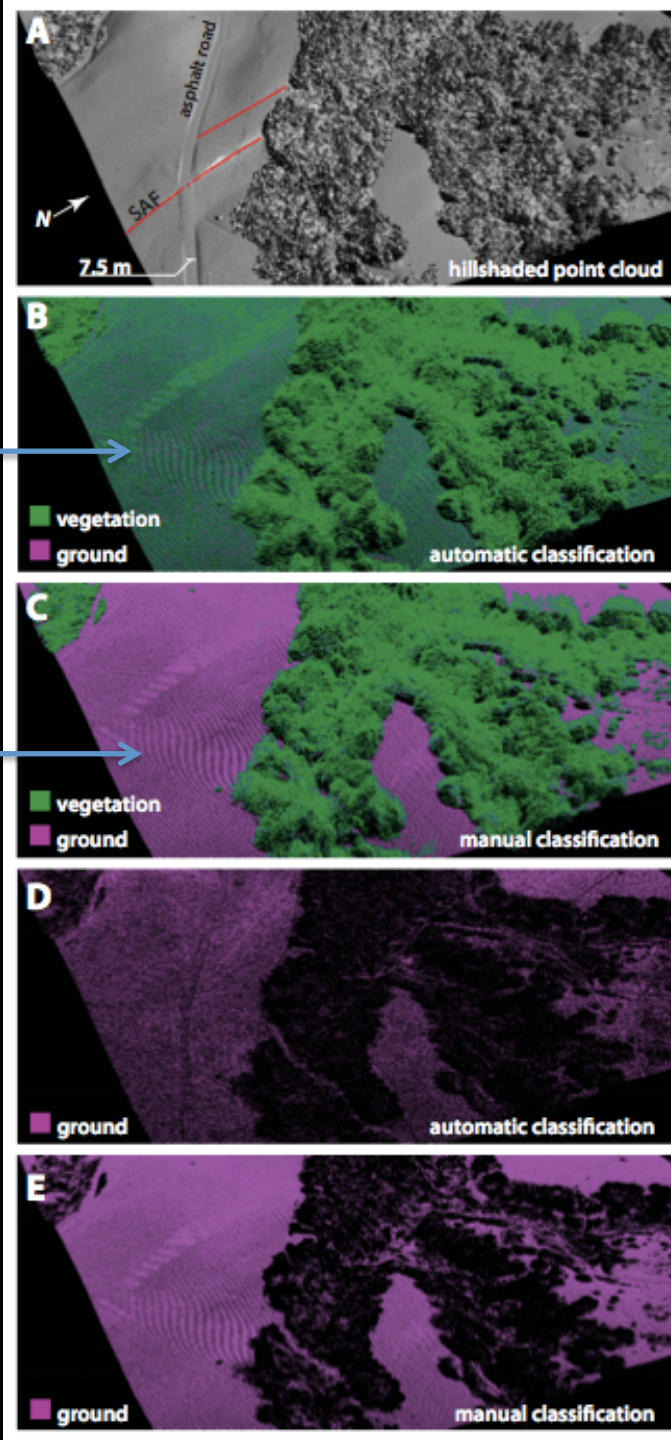 A
asphalt road
SAF
N
7.5 m
hillshaded point cloud
B
vegetation
ground
automatic classification
C
vegetation
ground
manual classification
D
ground
automatic classification
E
ground
manual classification